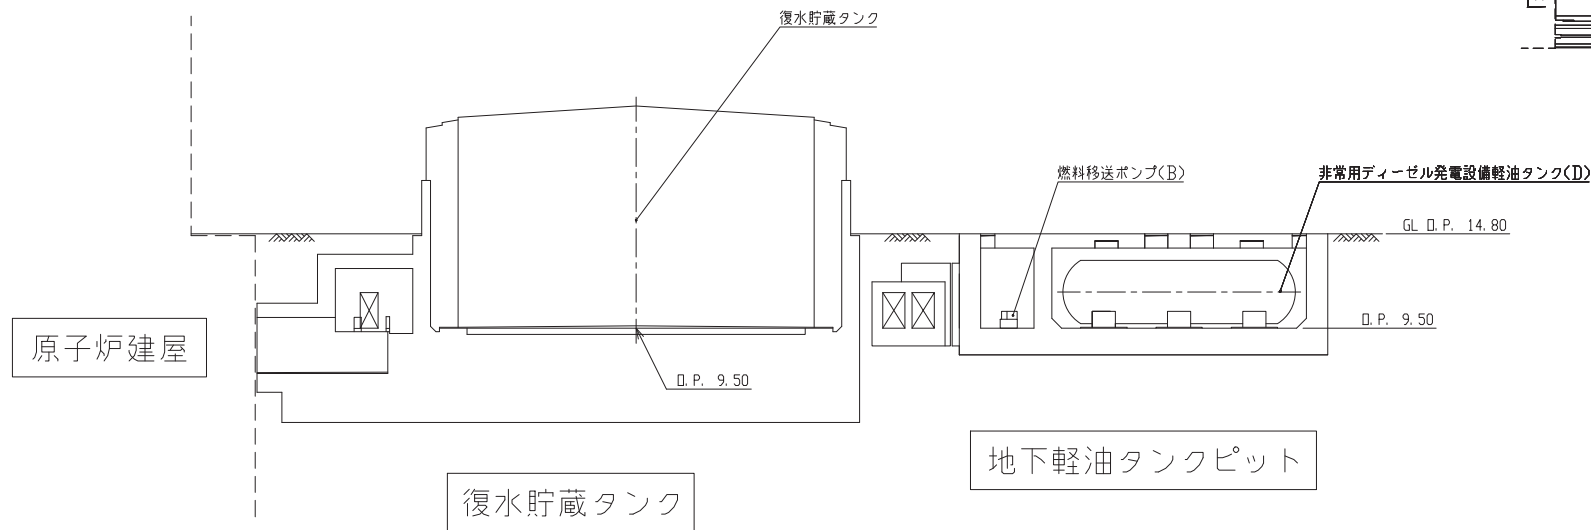 復水貯蔵タンク
燃料移送ポンプ(B)
非常用ディーゼル発電設備軽油タンク(D)
GL O.P. 14.80
O.P. 9.50
O.P. 9.50
原子炉建屋
地下軽油タンクピット
復水貯蔵タンク